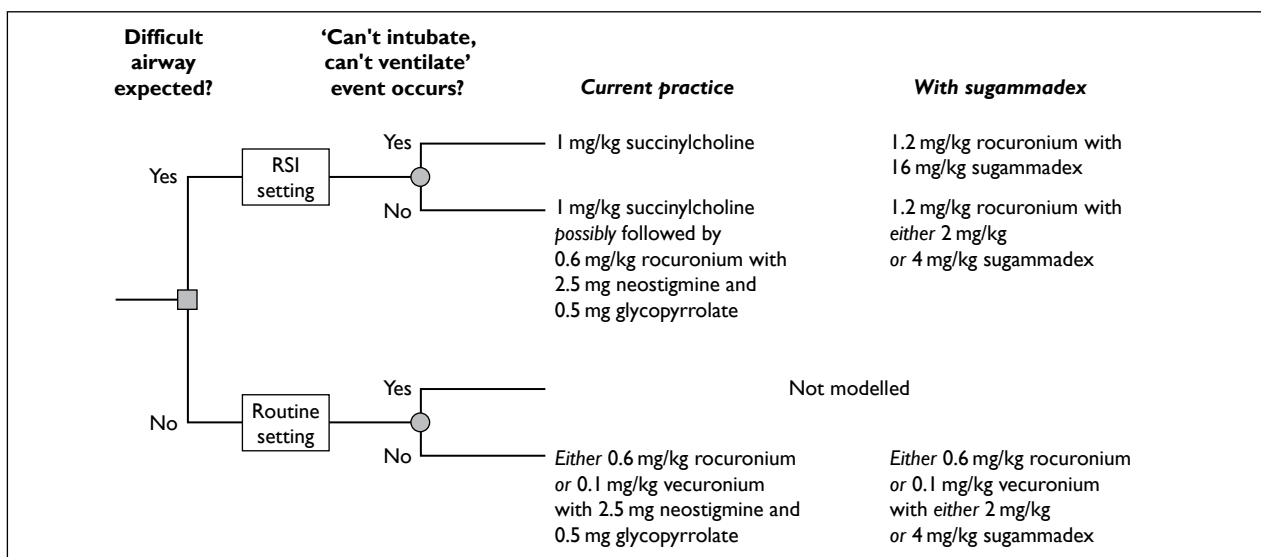 Difficult
airway
expected?
‘Can't intubate,
can't ventilate’
event occurs?
Current practice
With sugammadex
Yes
RSI
setting
Yes
1 mg/kg succinylcholine
1.2 mg/kg rocuronium with
16 mg/kg sugammadex
No
1 mg/kg succinylcholine
possibly followed by
0.6 mg/kg rocuronium with
2.5 mg neostigmine and
0.5 mg glycopyrrolate
1.2 mg/kg rocuronium with
either 2 mg/kg
or 4 mg/kg sugammadex
No
Routine
setting
Yes
Not modelled
No
Either 0.6 mg/kg rocuronium
or 0.1 mg/kg vecuronium
with 2.5 mg neostigmine and
0.5 mg glycopyrrolate
Either 0.6 mg/kg rocuronium
or 0.1 mg/kg vecuronium
with either 2 mg/kg
or 4 mg/kg sugammadex